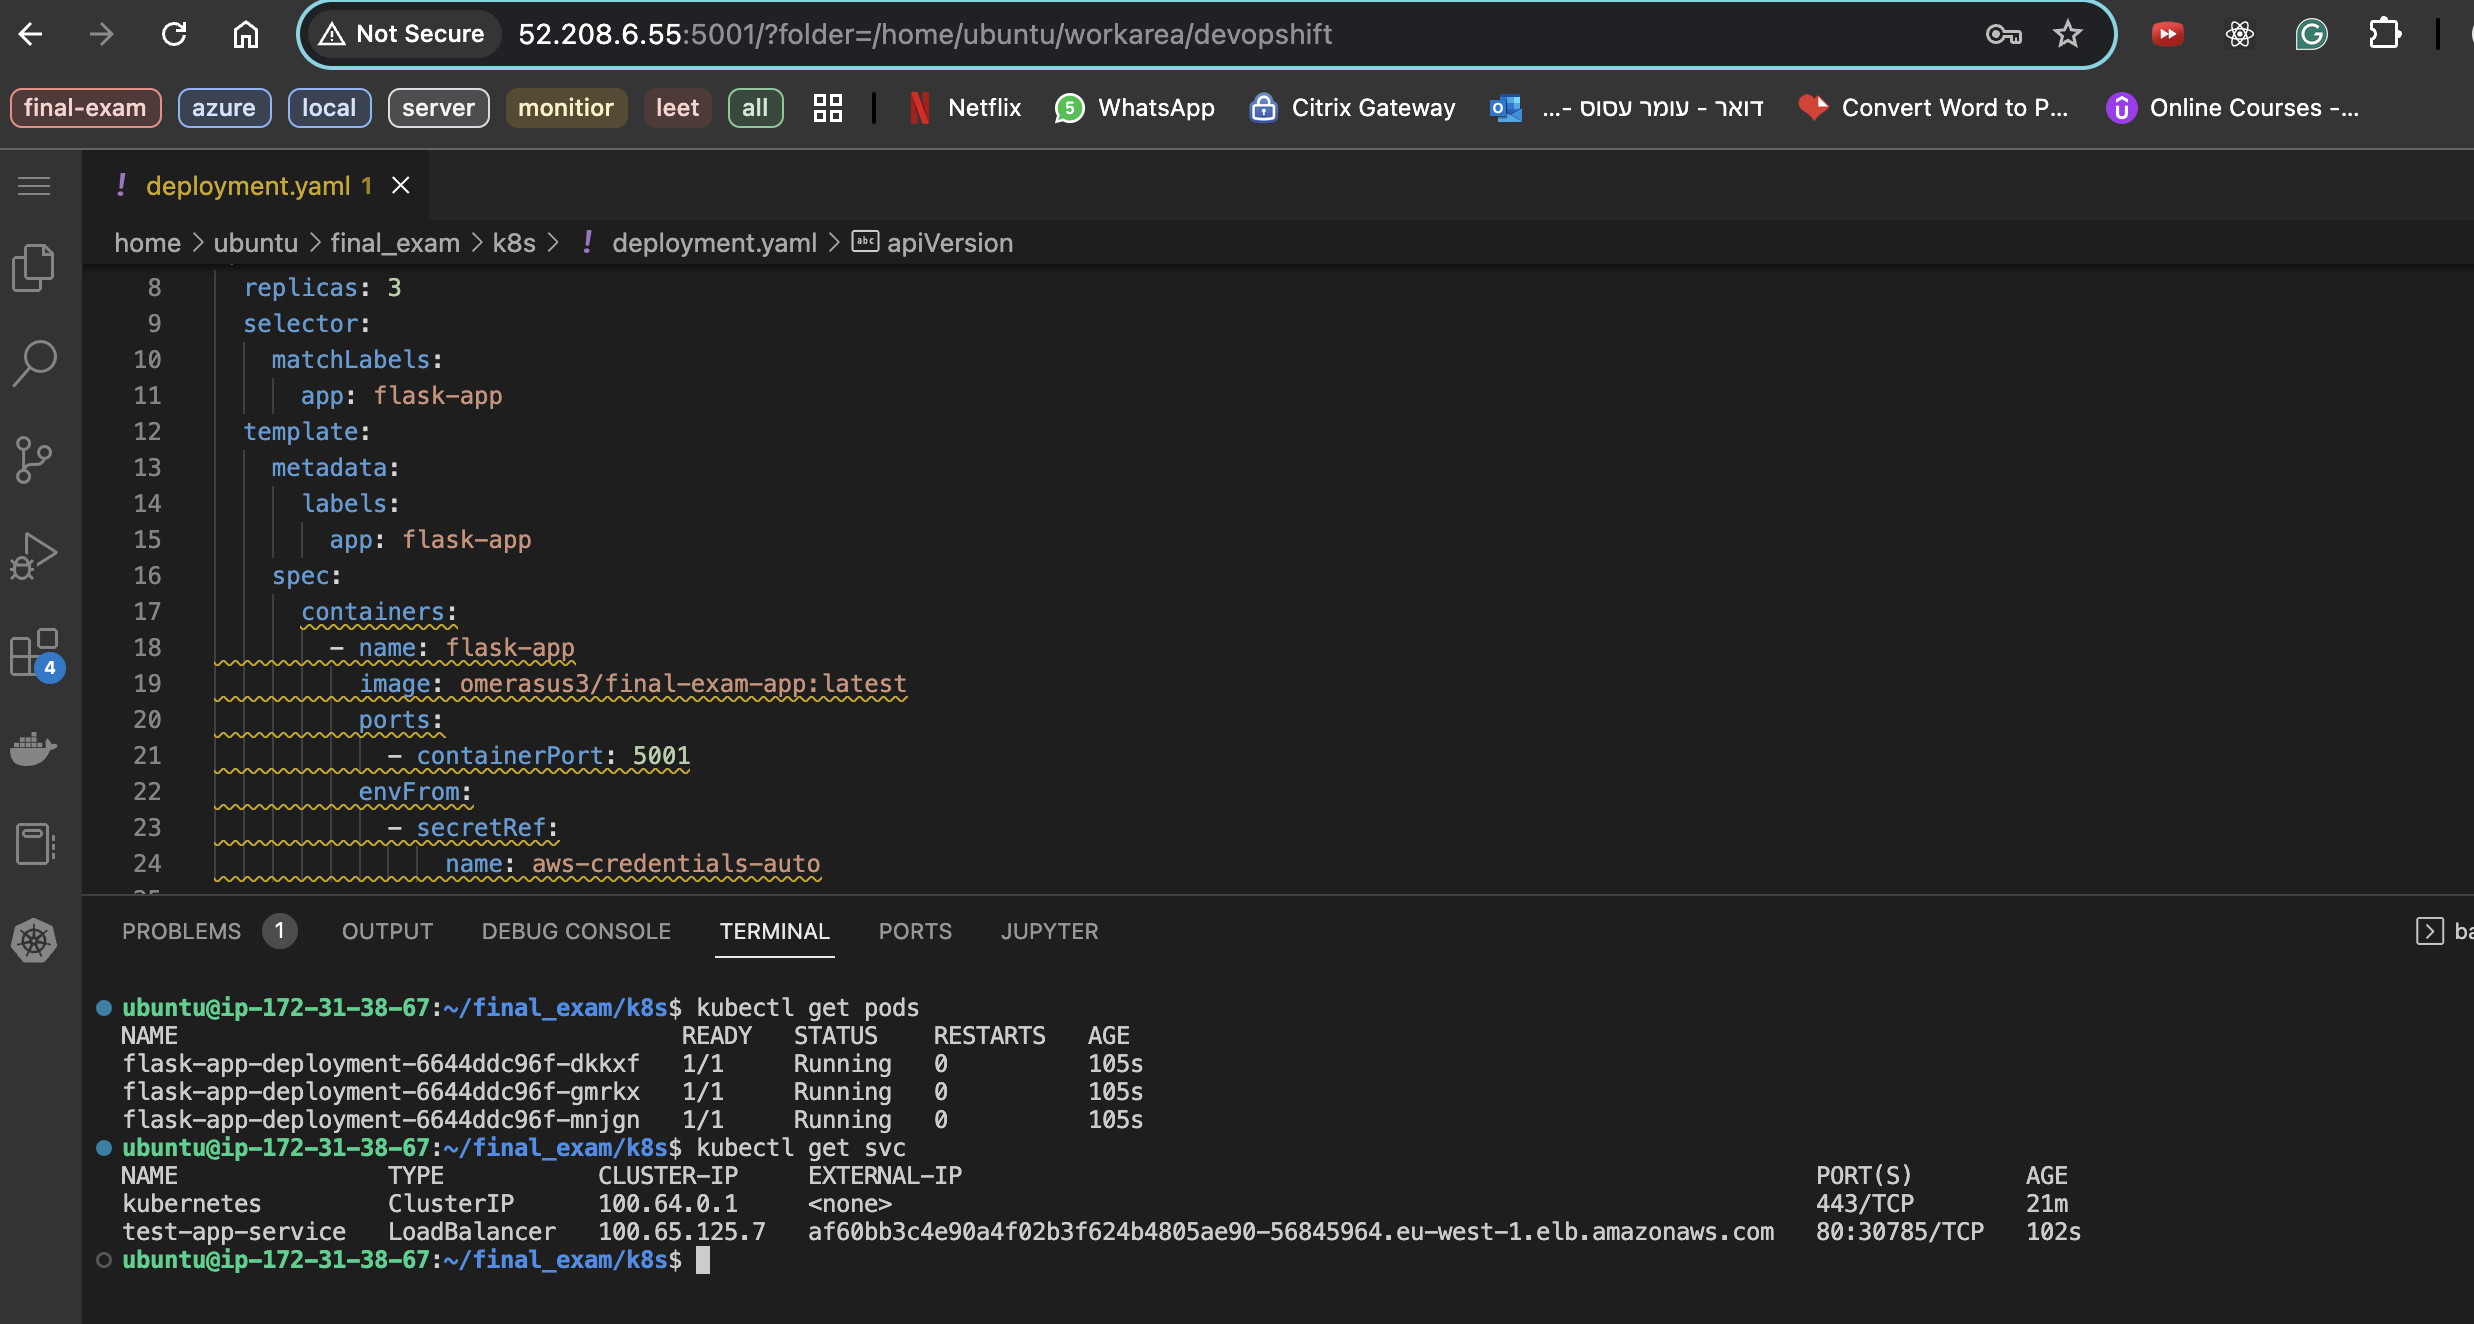 Not Secure 52.208.6.55:5001/?folder=/home/ubuntu/workarea/devopshift
final-exam azure local server monitior leet all Netflix 5 WhatsApp Citrix Gateway דואר - עומר עסוס -... Convert Word to P... Online Courses -...
! deployment.yaml 1
home > ubuntu > final_exam > k8s > ! deployment.yaml > abc apiVersion
8 replicas: 3
9 selector:
10 matchLabels:
11 app: flask-app
12 template:
13 metadata:
14 labels:
15 app: flask-app
16 spec:
17 containers:
18 - name: flask-app
19 image: omerasus3/final-exam-app:latest
20 ports:
21 - containerPort: 5001
22 envFrom:
23 - secretRef:
24 name: aws-credentials-auto
4
PROBLEMS 1 OUTPUT DEBUG CONSOLE TERMINAL PORTS JUPYTER
ubuntu@ip-172-31-38-67:~/final_exam/k8s$ kubectl get pods
NAME READY STATUS RESTARTS AGE
flask-app-deployment-6644ddc96f-dkkxf 1/1 Running 0 105s
flask-app-deployment-6644ddc96f-gmrkx 1/1 Running 0 105s
flask-app-deployment-6644ddc96f-mnjgn 1/1 Running 0 105s
ubuntu@ip-172-31-38-67:~/final_exam/k8s$ kubectl get svc
NAME TYPE CLUSTER-IP EXTERNAL-IP PORT(S) AGE
kubernetes ClusterIP 100.64.0.1 <none> 443/TCP 21m
test-app-service LoadBalancer 100.65.125.7 af60bb3c4e90a4f02b3f624b4805ae90-56845964.eu-west-1.elb.amazonaws.com 80:30785/TCP 102s
ubuntu@ip-172-31-38-67:~/final_exam/k8s$